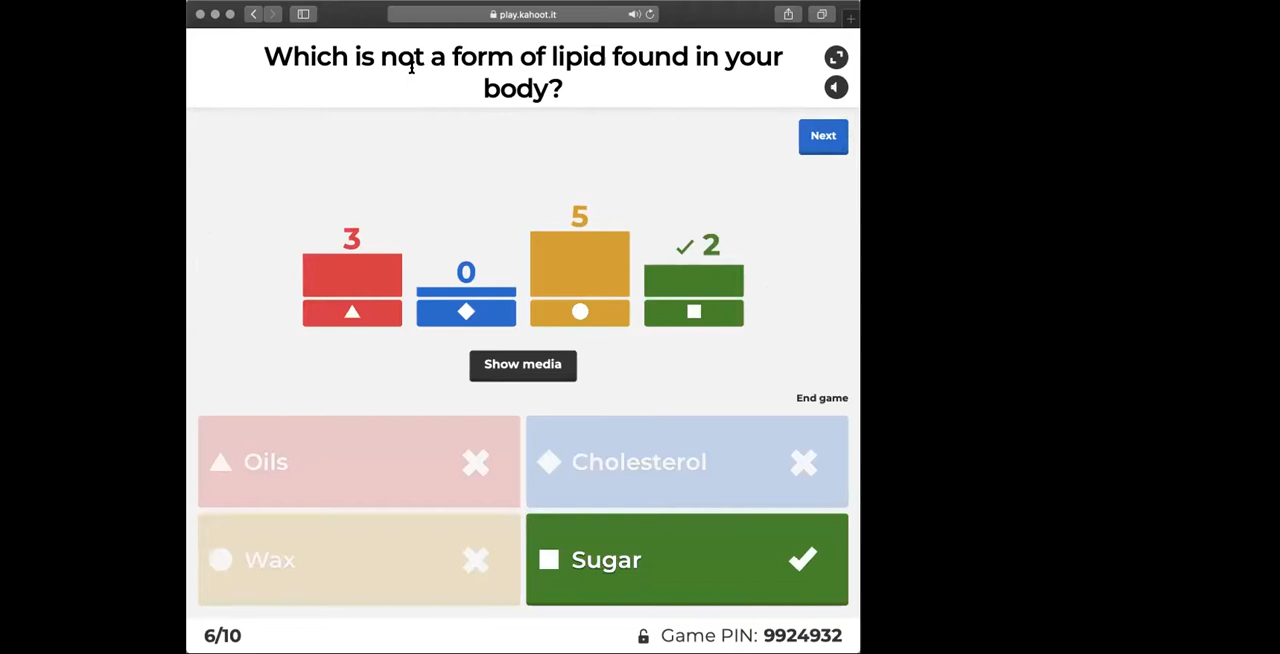 play.kahoot.it
Which is not a form of lipid found in your
body?
Next
3
0
5
2
Show media
End game
Oils
Cholesterol
Wax
Sugar
6/10
Game PIN: 9924932